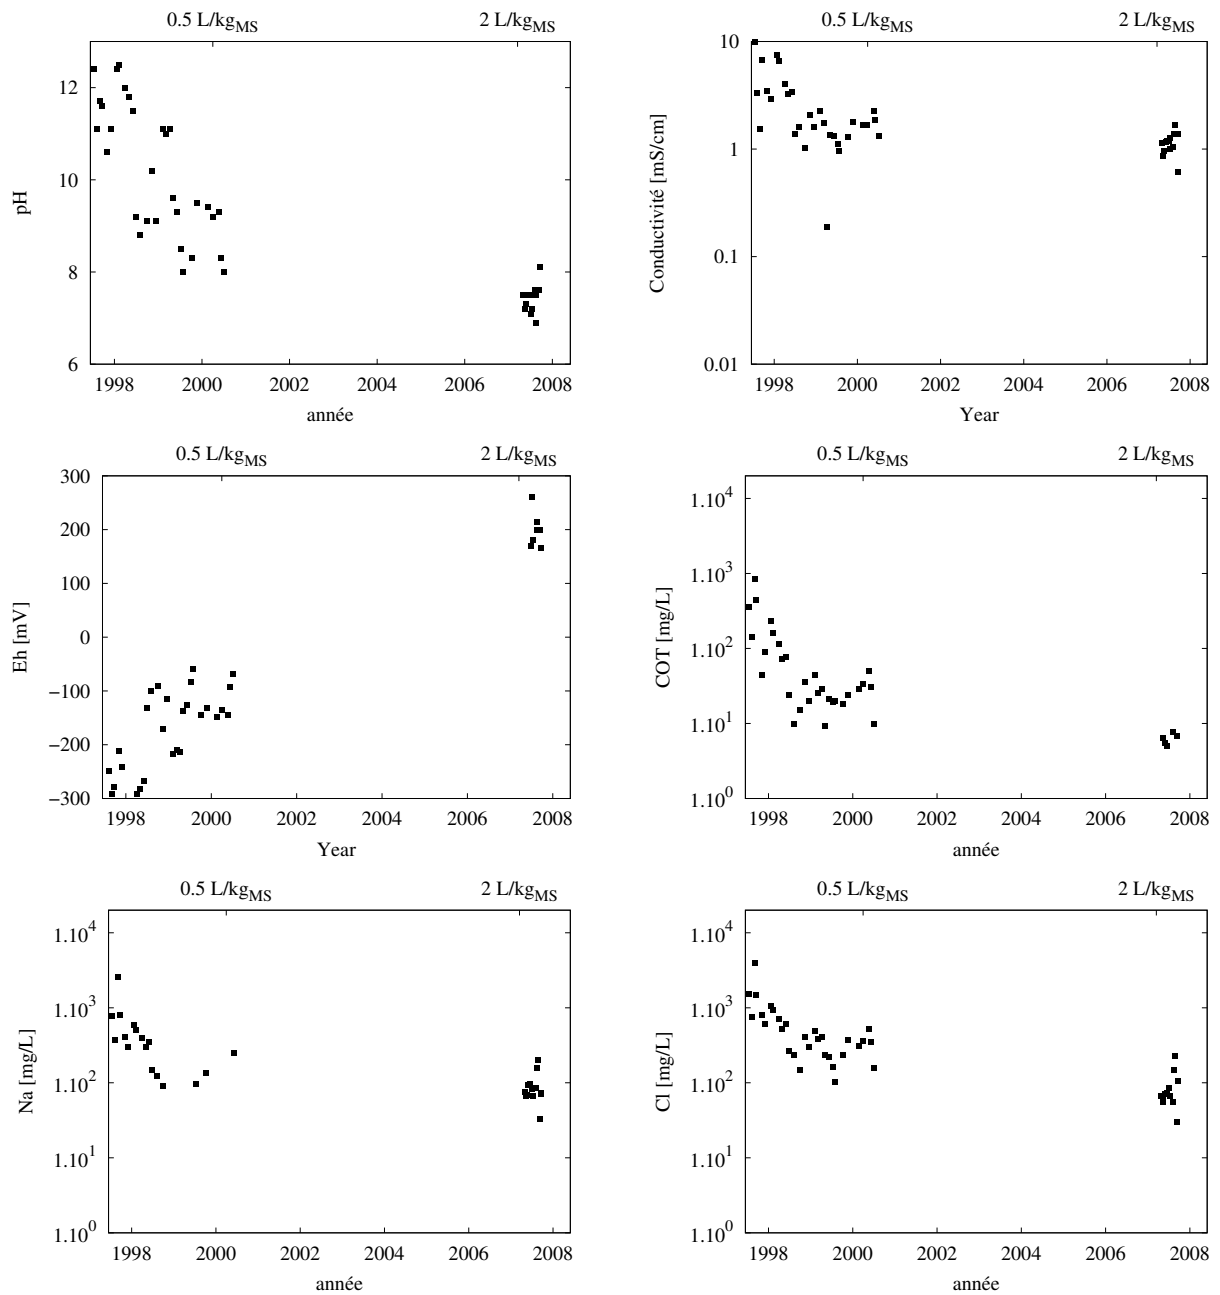 0.5 L/kgMS 2 L/kgMS
12
10
8
6
pH
1998 2000 2002 2004 2006 2008
année
0.5 L/kgMS 2 L/kgMS
10
1
0.1
0.01
Conductivité [mS/cm]
1998 2000 2002 2004 2006 2008
Year
0.5 L/kgMS 2 L/kgMS
300
200
100
0
−100
−200
−300
Eh [mV]
1998 2000 2002 2004 2006 2008
Year
0.5 L/kgMS 2 L/kgMS
1.10^4
1.10^3
1.10^2
1.10^1
1.10^0
COT [mg/L]
1998 2000 2002 2004 2006 2008
année
0.5 L/kgMS 2 L/kgMS
1.10^4
1.10^3
1.10^2
1.10^1
1.10^0
Na [mg/L]
1998 2000 2002 2004 2006 2008
année
0.5 L/kgMS 2 L/kgMS
1.10^4
1.10^3
1.10^2
1.10^1
1.10^0
Cl [mg/L]
1998 2000 2002 2004 2006 2008
année